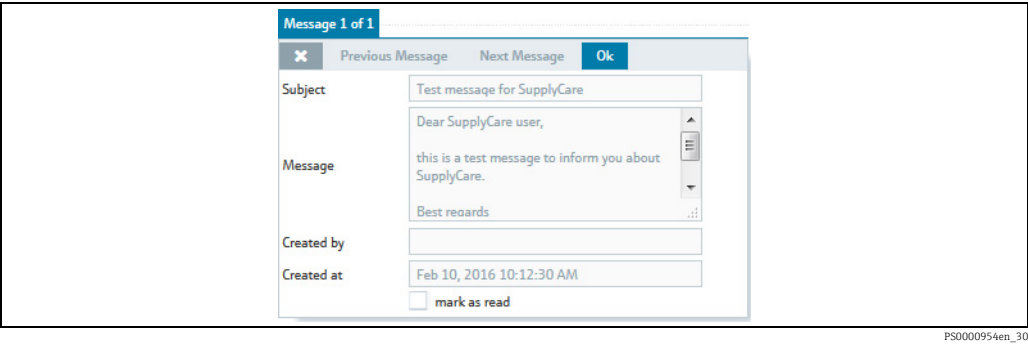 Message 1 of 1
Previous Message Next Message Ok
Subject Test message for SupplyCare
Message
Dear SupplyCare user,
this is a test message to inform you about
SupplyCare.
Best regards
Created by
Created at Feb 10, 2016 10:12:30 AM
mark as read
PS0000954en_30